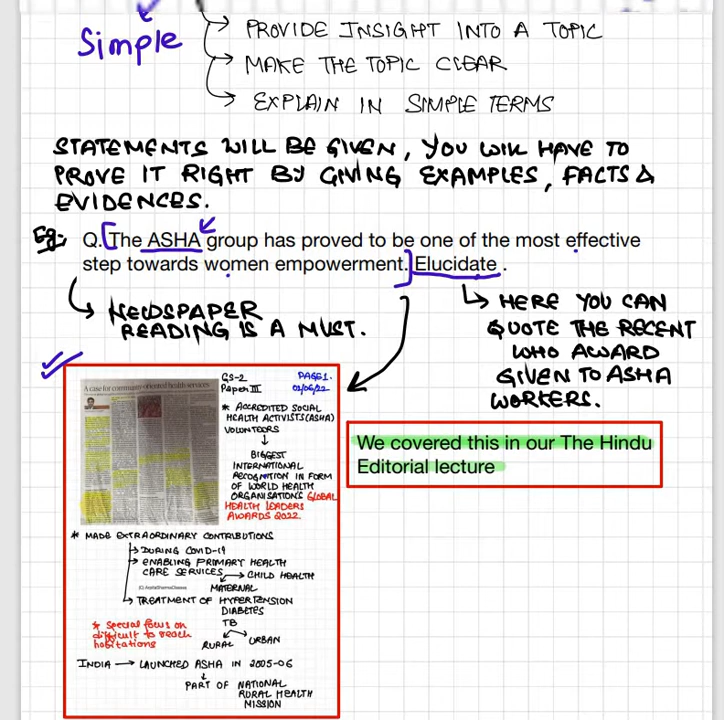 Simple
PROVIDE INSIGHT INTO A TOPIC
MAKE THE TOPIC CLEAR
EXPLAIN IN SIMPLE TERMS
STATEMENTS WILL BE GIVEN, YOU WILL HAVE TO
PROVE IT RIGHT BY GIVING EXAMPLES, FACTS &
EVIDENCES.
Eg:- Q. [The ASHA group has proved to be one of the most effective
step towards women empowerment.] Elucidate .
NEWSPAPER
READING IS A MUST.
HERE YOU CAN
QUOTE THE RECENT
WHO AWARD
GIVEN TO ASHA
WORKERS.
We covered this in our The Hindu
Editorial lecture
A case for community-oriented health services
GS-2
Paper III
PAGE 1.
02/06/22
* ACCREDITED SOCIAL
HEALTH ACTIVISTS (ASHA)
VOLUNTEERS
BIGGEST
INTERNATIONAL
RECOGNITION IN FORM
OF WORLD HEALTH
ORGANISATION'S GLOBAL
HEALTH LEADERS
AWARDS 2022.
* MADE EXTRAORDINARY CONTRIBUTIONS
DURING COVID-19
ENABLING PRIMARY HEALTH
CARE SERVICES → CHILD HEALTH
MATERNAL
TREATMENT OF HYPERTENSION
DIABETES
TB
RURAL URBAN
* Special focus on
difficult to reach
habitations
INDIA → LAUNCHED ASHA IN 2005-06
PART OF NATIONAL
RURAL HEALTH
MISSION